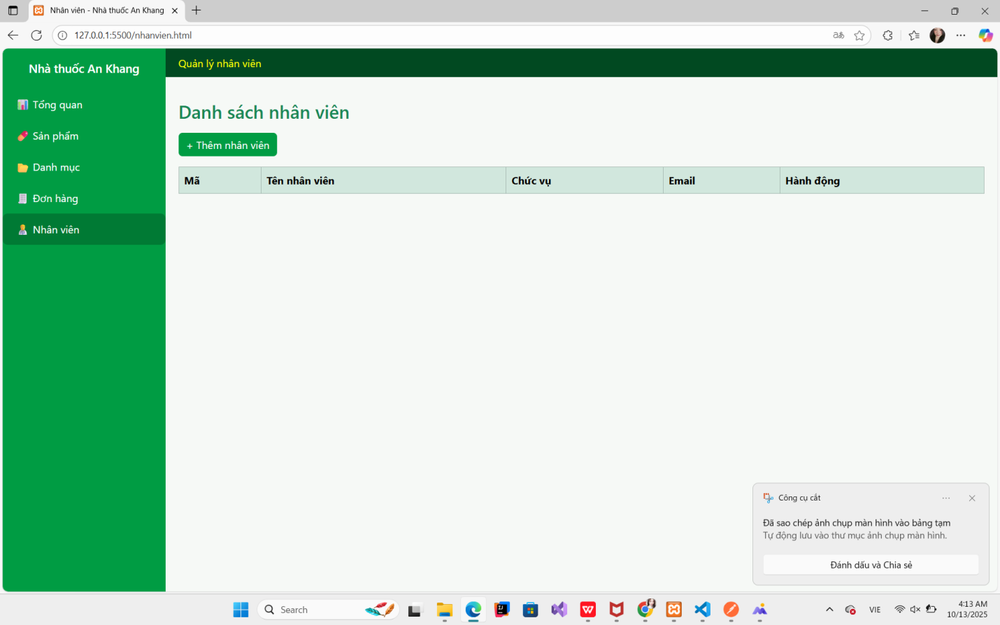 Nhân viên - Nhà thuốc An Khang
127.0.0.1:5500/nhanvien.html
Nhà thuốc An Khang
Tổng quan
Sản phẩm
Danh mục
Đơn hàng
Nhân viên
Quản lý nhân viên
Danh sách nhân viên
+ Thêm nhân viên
Mã Tên nhân viên Chức vụ Email Hành động
Công cụ cắt
Đã sao chép ảnh chụp màn hình vào bảng tạm
Tự động lưu vào thư mục ảnh chụp màn hình.
Đánh dấu và Chia sẻ
Search
VIE
4:13 AM
10/13/2025